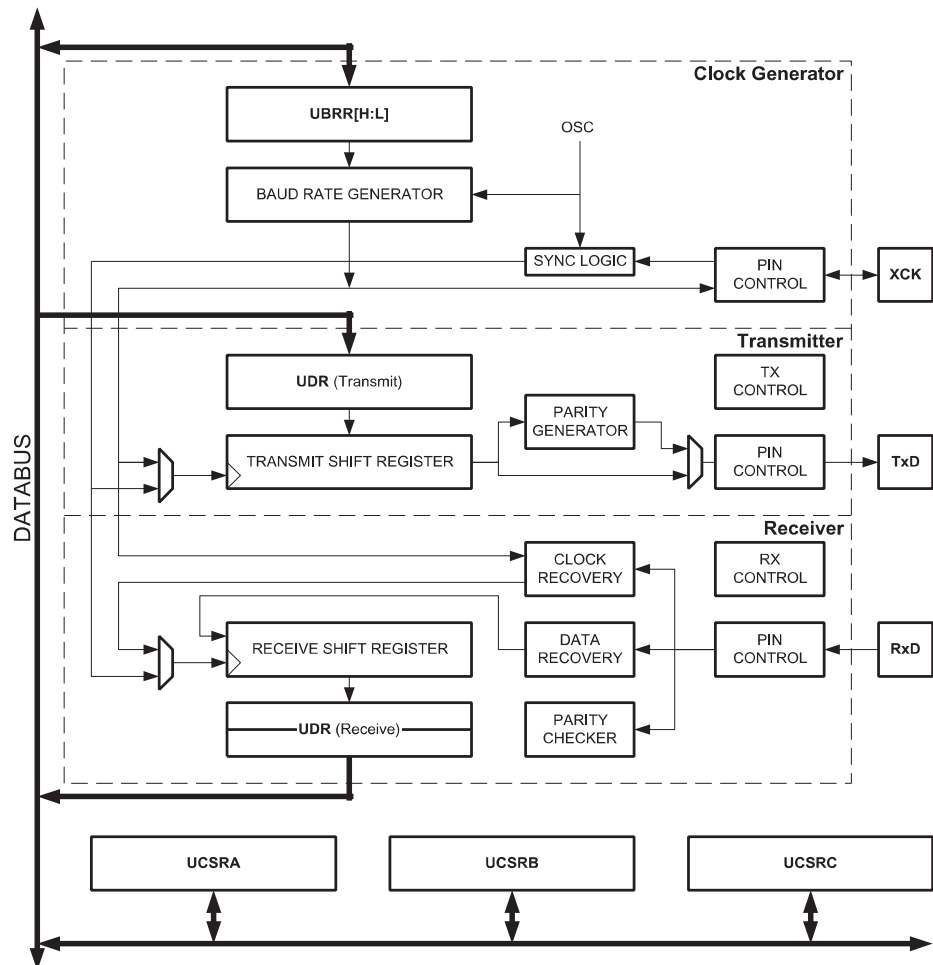 Clock Generator
UBRR[H:L]
OSC
BAUD RATE GENERATOR
SYNC LOGIC
PIN
CONTROL
XCK
Transmitter
UDR (Transmit)
TX
CONTROL
PARITY
GENERATOR
TRANSMIT SHIFT REGISTER
PIN
CONTROL
TxD
DATABUS
Receiver
CLOCK
RECOVERY
RX
CONTROL
RECEIVE SHIFT REGISTER
DATA
RECOVERY
PIN
CONTROL
RxD
UDR (Receive)
PARITY
CHECKER
UCSRA
UCSRB
UCSRC